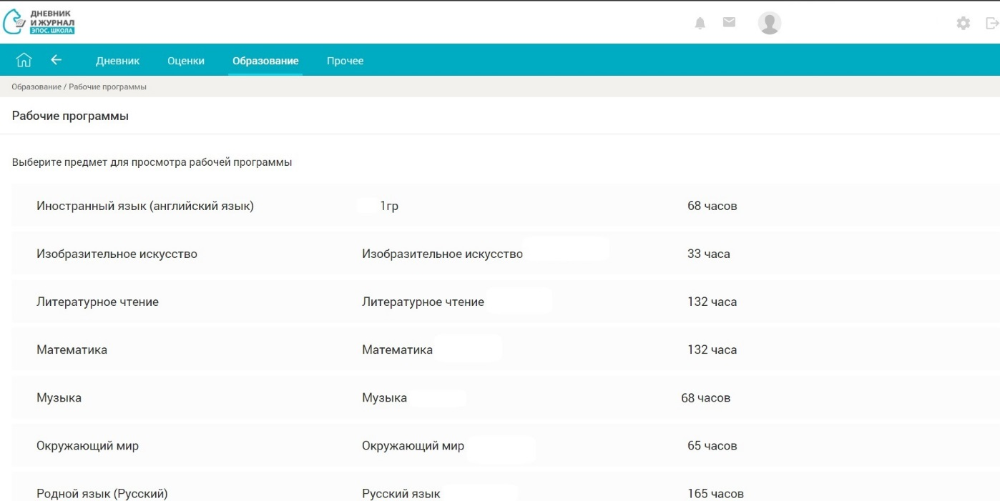 ДНЕВНИК
И ЖУРНАЛ
ЭПОС. ШКОЛА
Дневник Оценки Образование Прочее
Образование / Рабочие программы
Рабочие программы
Выберите предмет для просмотра рабочей программы
Иностранный язык (английский язык) 1гр 68 часов
Изобразительное искусство Изобразительное искусство 33 часа
Литературное чтение Литературное чтение 132 часа
Математика Математика 132 часа
Музыка Музыка 68 часов
Окружающий мир Окружающий мир 65 часов
Родной язык (Русский) Русский язык 165 часов